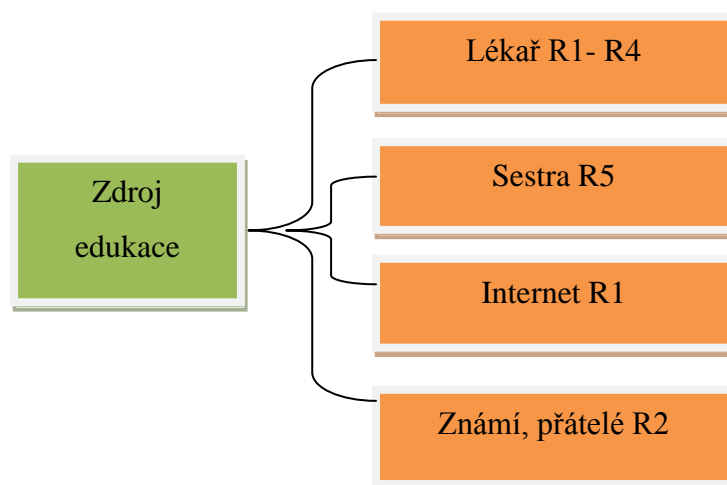 Zdroj
edukace
Lékař R1- R4
Sestra R5
Internet R1
Známí, přátelé R2